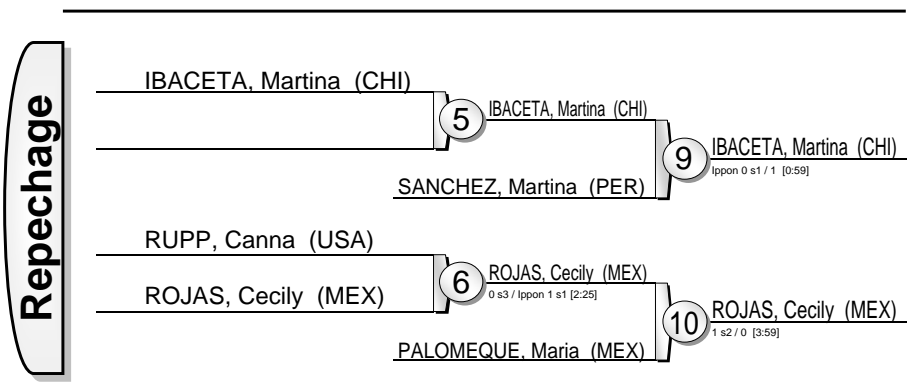 Repechage
IBACETA, Martina (CHI)
5
IBACETA, Martina (CHI)
SANCHEZ, Martina (PER)
9
IBACETA, Martina (CHI)
Ippon 0 s1 / 1 [0:59]
RUPP, Canna (USA)
ROJAS, Cecily (MEX)
6
ROJAS, Cecily (MEX)
0 s3 / Ippon 1 s1 [2:25]
PALOMEQUE, Maria (MEX)
10
ROJAS, Cecily (MEX)
1 s2 / 0 [3:59]